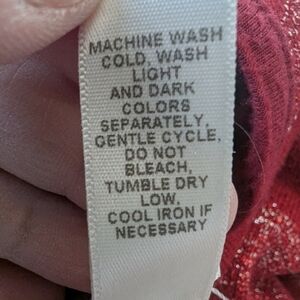 MACHINE WASH
COLD, WASH
LIGHT
AND DARK
COLORS
SEPARATELY,
GENTLE CYCLE,
DO NOT
BLEACH,
TUMBLE DRY
LOW,
COOL IRON IF
NECESSARY